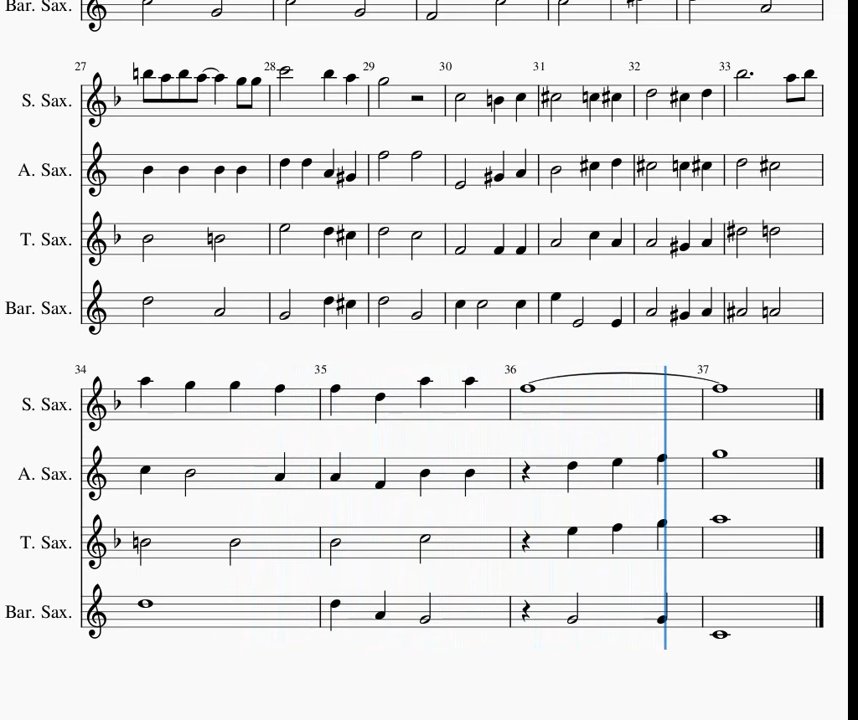 Bar. Sax.
27 28 29 30 31 32 33
S. Sax.
A. Sax.
T. Sax.
Bar. Sax.
34 35 36 37
S. Sax.
A. Sax.
T. Sax.
Bar. Sax.